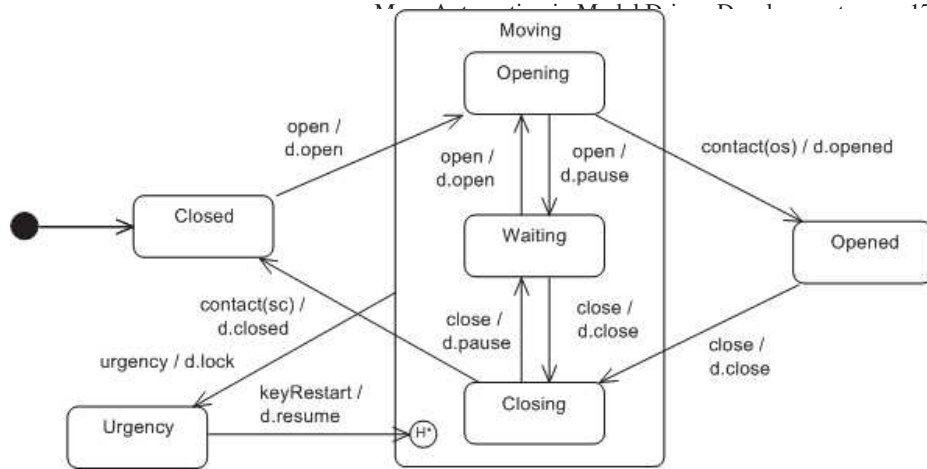 Moving
Opening
open /
d.open
open /
d.open
open /
d.pause
contact(os) / d.opened
Closed
Waiting
Opened
contact(sc) /
d.closed
close /
d.pause
close /
d.close
close /
d.close
urgency / d.lock
keyRestart /
d.resume
Closing
Urgency
H*